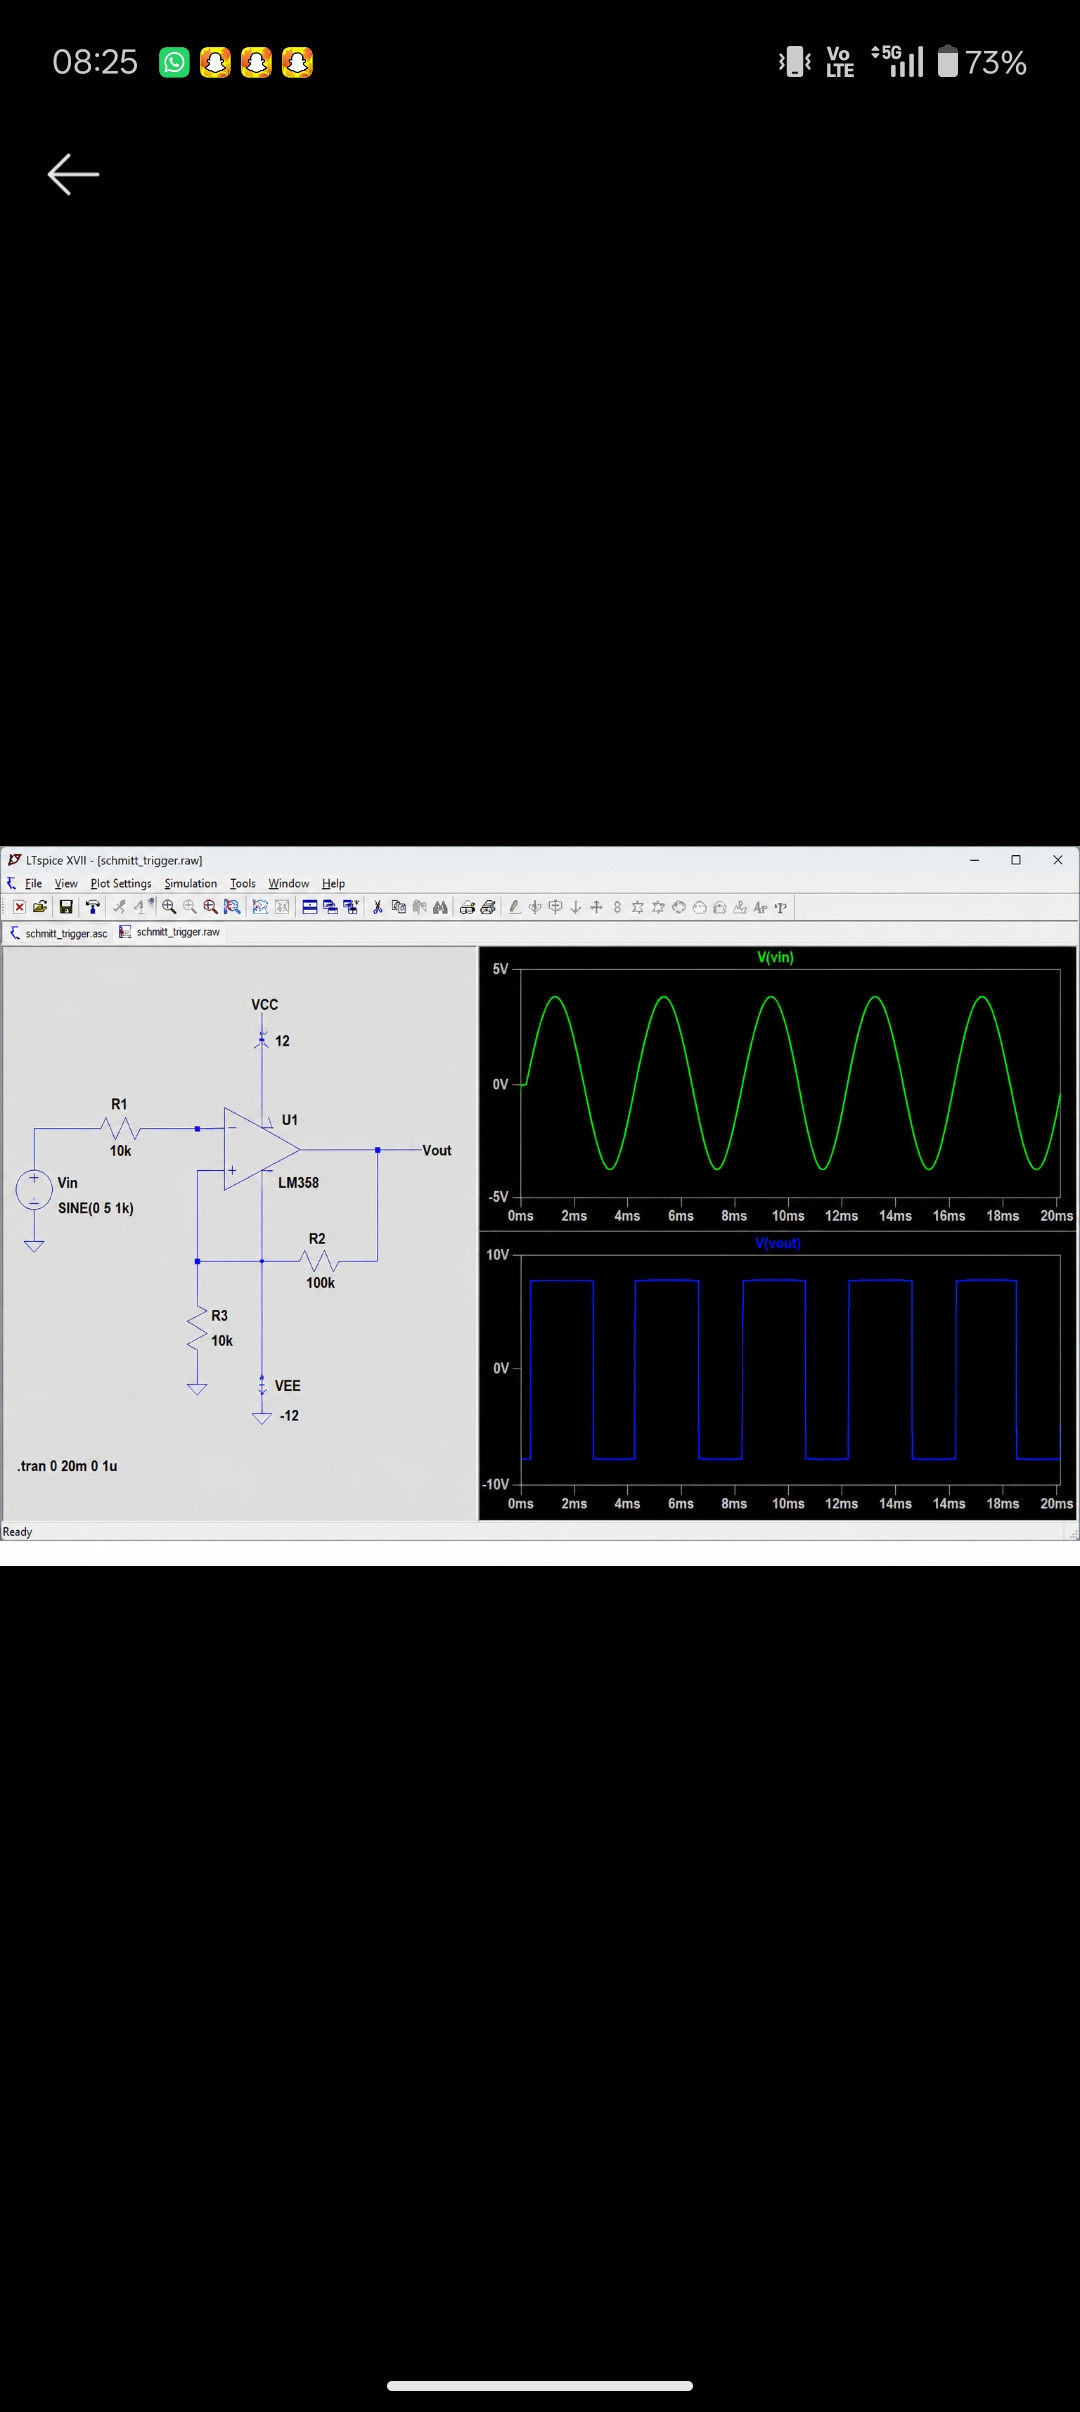 08:25
Vo
LTE
5G
73%
LTspice XVII - [schmitt_trigger.raw]
File View Plot Settings Simulation Tools Window Help
schmitt_trigger.asc schmitt_trigger.raw
VCC
12
R1
10k
U1
Vout
Vin
SINE(0 5 1k)
LM358
R2
100k
R3
10k
VEE
-12
.tran 0 20m 0 1u
V(vin)
5V
0V
-5V
0ms 2ms 4ms 6ms 8ms 10ms 12ms 14ms 16ms 18ms 20ms
V(vout)
10V
0V
-10V
0ms 2ms 4ms 6ms 8ms 10ms 12ms 14ms 14ms 18ms 20ms
Ready